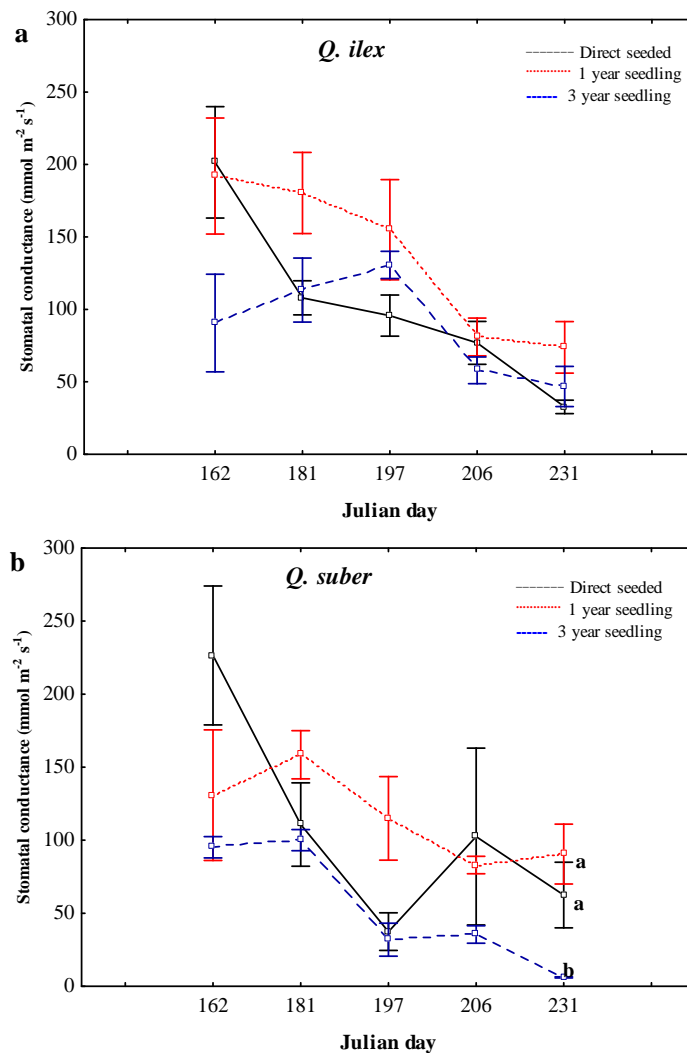 a
Q. ilex
Direct seeded
1 year seedling
3 year seedling
Stomatal conductance (mmol m⁻² s⁻¹)
300
250
200
150
100
50
0
162 181 197 206 231
Julian day
b
Q. suber
Direct seeded
1 year seedling
3 year seedling
Stomatal conductance (mmol m⁻² s⁻¹)
300
250
200
150
100
50
0
a
a
b
162 181 197 206 231
Julian day